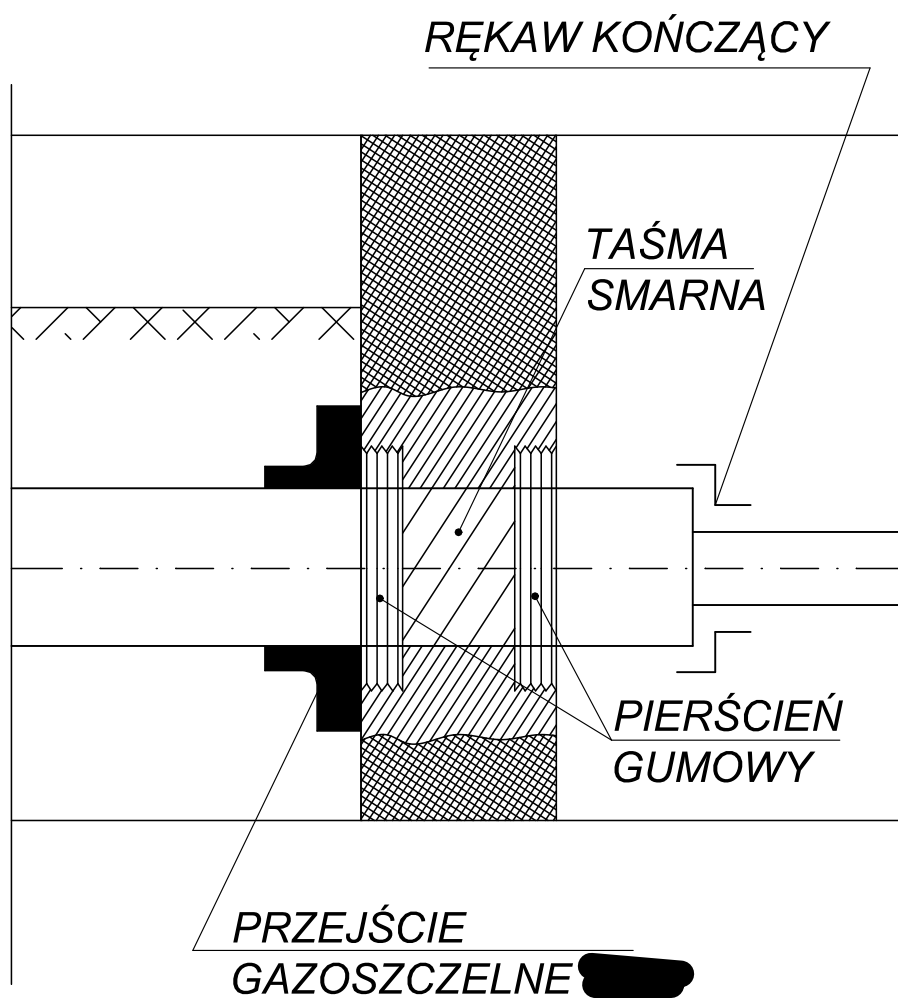 RĘKAW KOŃCZĄCY
TAŚMA
SMARNA
PIERŚCIEŃ
GUMOWY
PRZEJŚCIE
GAZOSZCZELNE